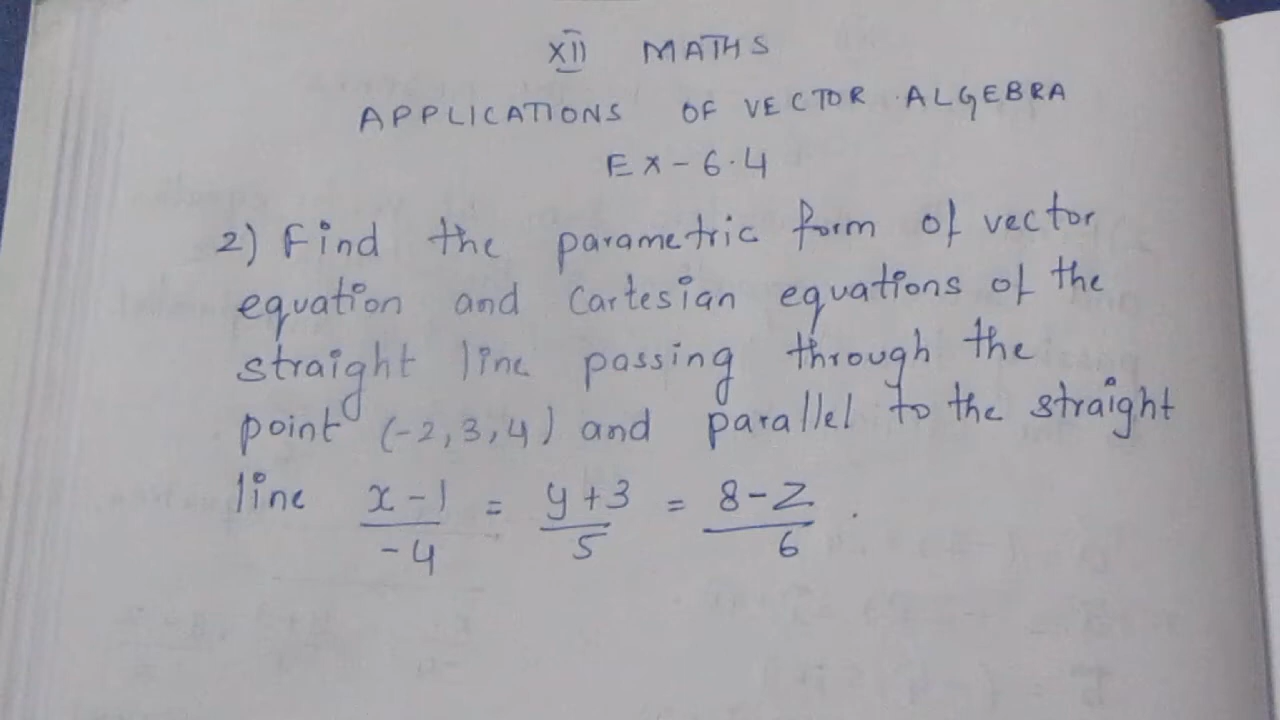 XII MATHS
APPLICATIONS OF VECTOR ALGEBRA
EX - 6.4
2) Find the parametric form of vector
equation and Cartesian equations of the
straight line passing through the
point (-2,3,4) and parallel to the straight
line x-1/-4 = y+3/5 = 8-z/6 .